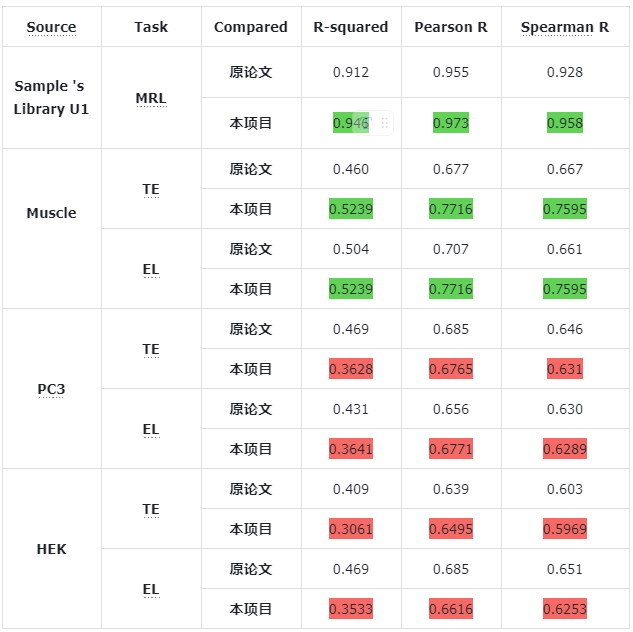 Source Task Compared R-squared Pearson R Spearman R
Sample 's Library U1 MRL 原论文 0.912 0.955 0.928
本项目 0.946 0.973 0.958
Muscle TE 原论文 0.460 0.677 0.667
本项目 0.5239 0.7716 0.7595
EL 原论文 0.504 0.707 0.661
本项目 0.5239 0.7716 0.7595
PC3 TE 原论文 0.469 0.685 0.646
本项目 0.3628 0.6765 0.631
EL 原论文 0.431 0.656 0.630
本项目 0.3641 0.6771 0.6289
HEK TE 原论文 0.409 0.639 0.603
本项目 0.3061 0.6495 0.5969
EL 原论文 0.469 0.685 0.651
本项目 0.3533 0.6616 0.6253